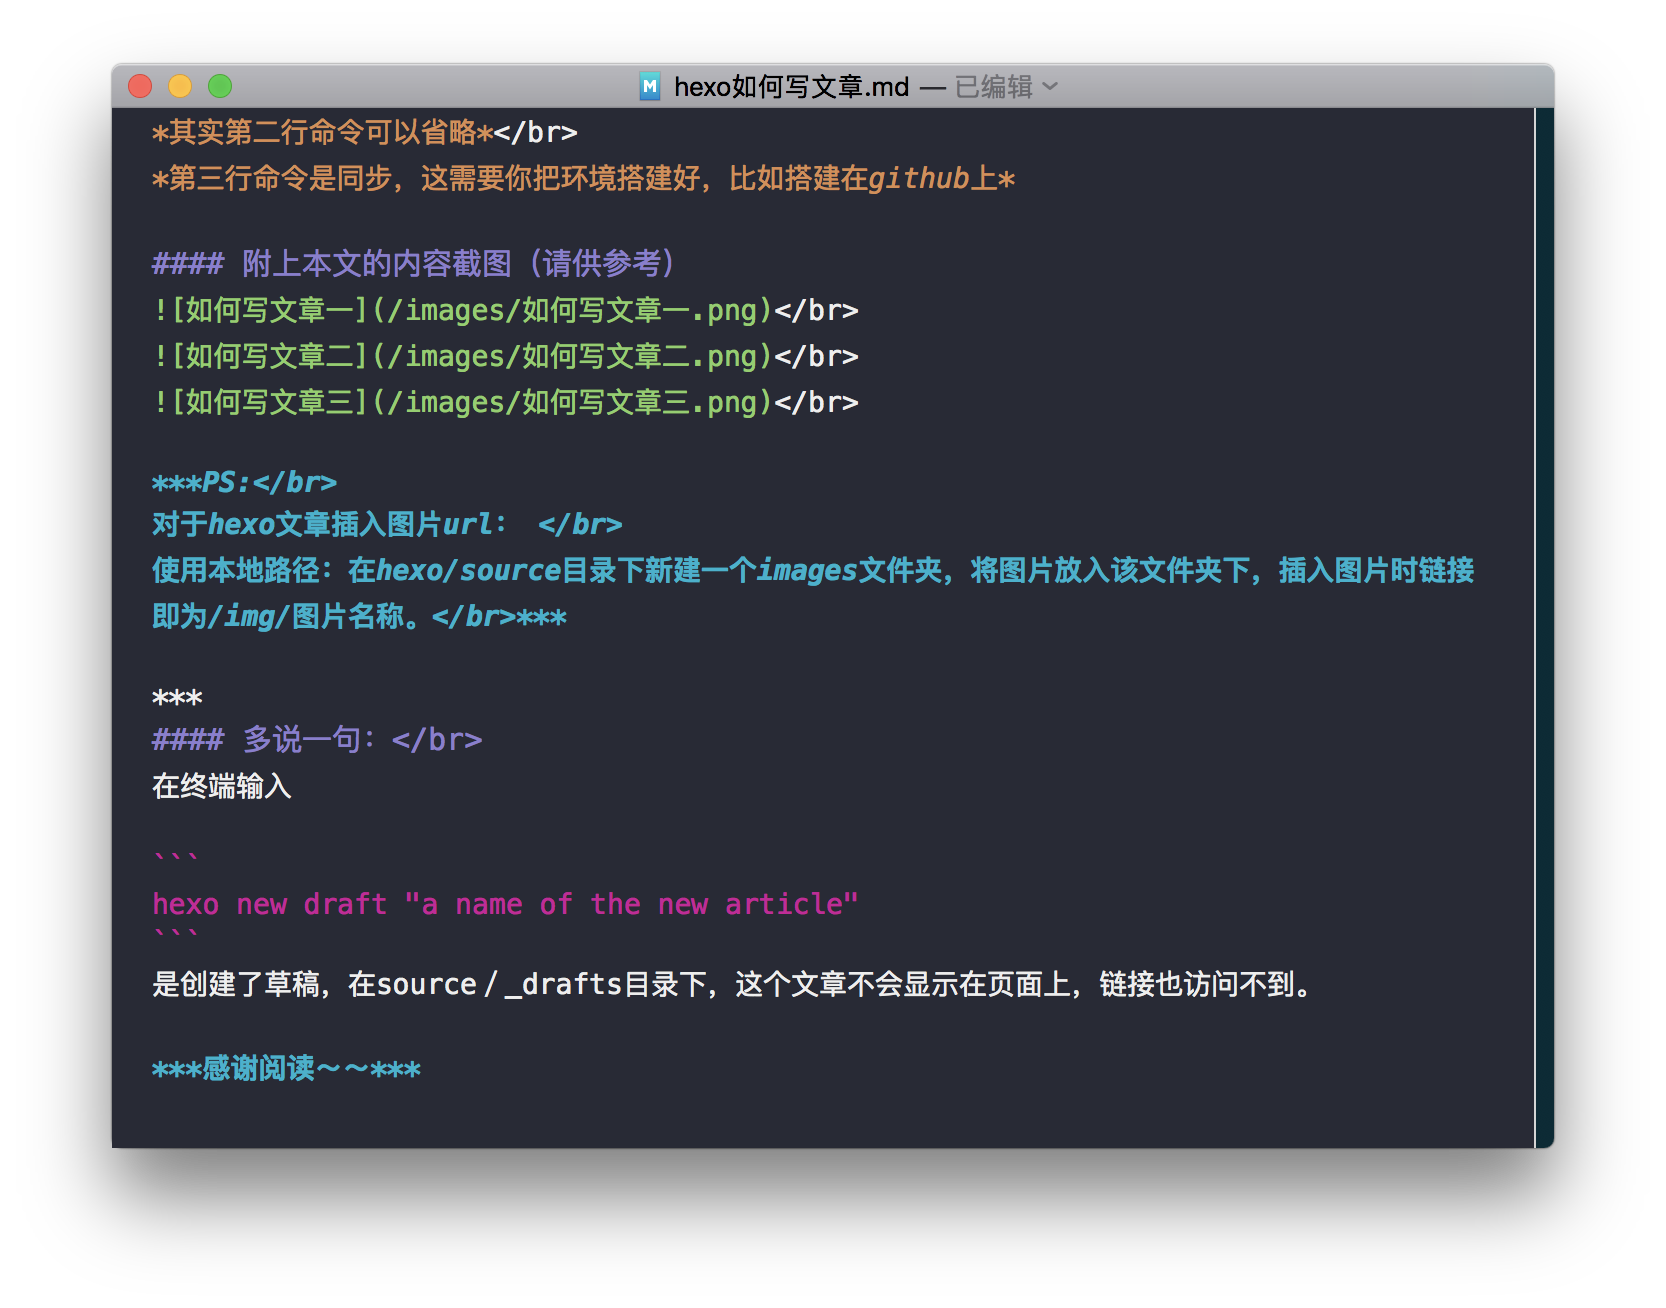 M hexo如何写文章.md — 已编辑
*其实第二行命令可以省略*</br>
*第三行命令是同步，这需要你把环境搭建好，比如搭建在github上*
#### 附上本文的内容截图（请供参考）
![如何写文章一](/images/如何写文章一.png)</br>
![如何写文章二](/images/如何写文章二.png)</br>
![如何写文章三](/images/如何写文章三.png)</br>
***PS:</br>
对于hexo文章插入图片url： </br>
使用本地路径：在hexo/source目录下新建一个images文件夹，将图片放入该文件夹下，插入图片时链接
即为/img/图片名称。</br>***
***
#### 多说一句：</br>
在终端输入
```
hexo new draft "a name of the new article"
```
是创建了草稿，在source／_drafts目录下，这个文章不会显示在页面上，链接也访问不到。
***感谢阅读～～***